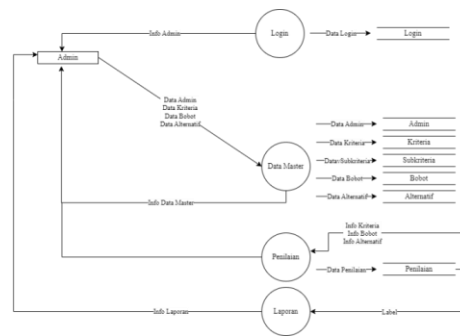 Info Admin
Login
Data Login
Login
Admin
Data Admin
Data Kriteria
Data Bobot
Data Alternatif
Data Master
Data Admin
Admin
Data Kriteria
Kriteria
Data Subkriteria
Subkriteria
Data Bobot
Bobot
Data Alternatif
Alternatif
Info Data Master
Info Kriteria
Info Bobot
Info Alternatif
Penilaian
Data Penilaian
Penilaian
Info Laporan
Laporan
Label